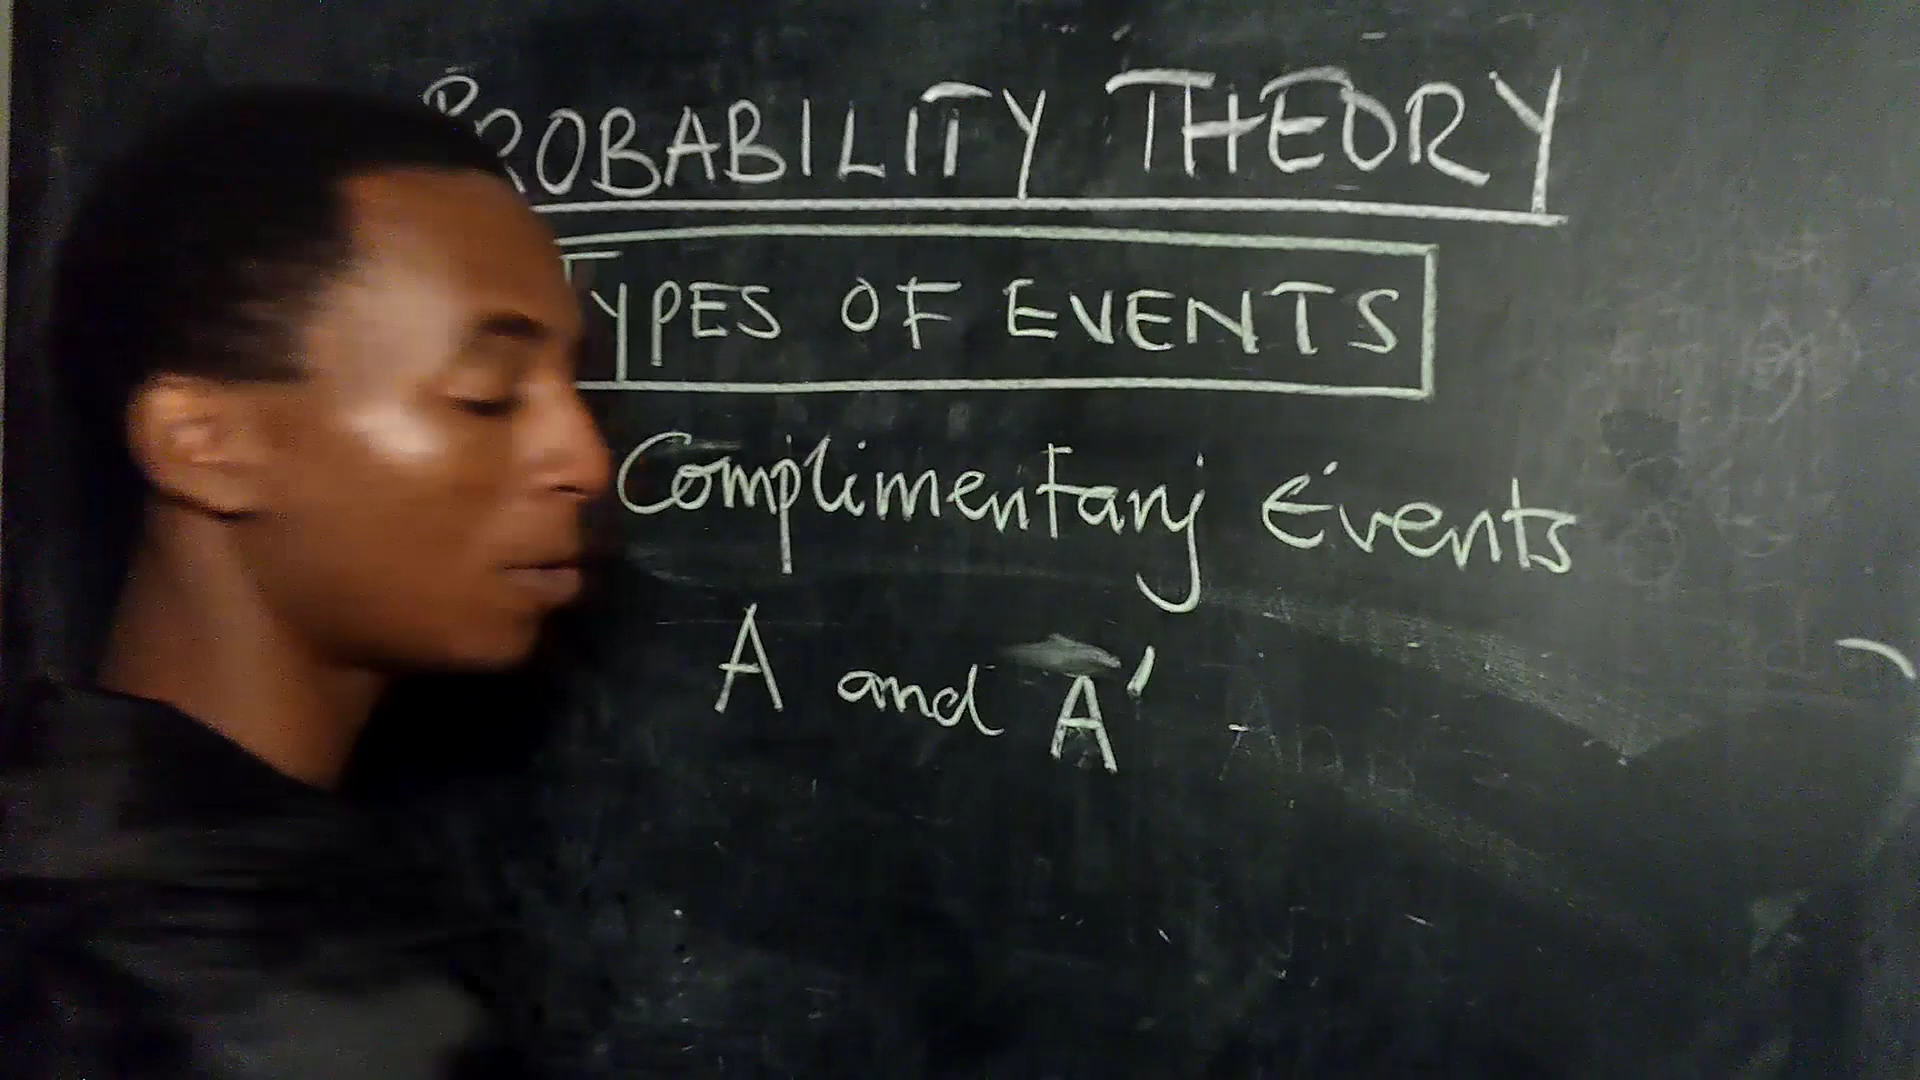 PROBABILITY THEORY
TYPES OF EVENTS
Complimentary Events
A and A'